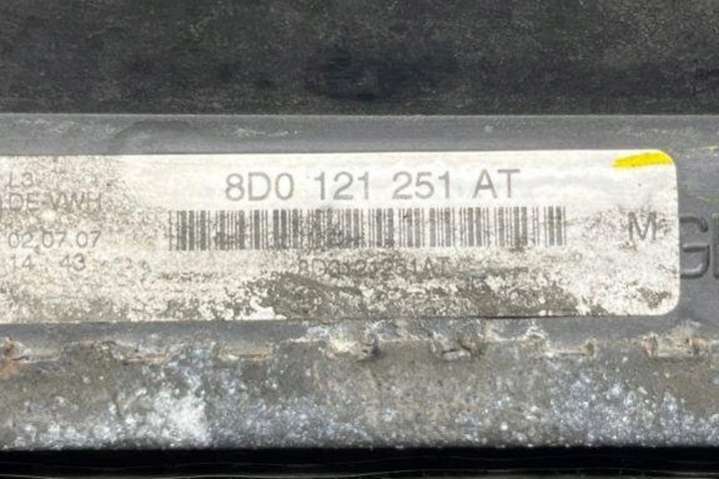 L3
DE-VWH
02.07.07
14 43
8D0 121 251 AT
8D0121251AT
M